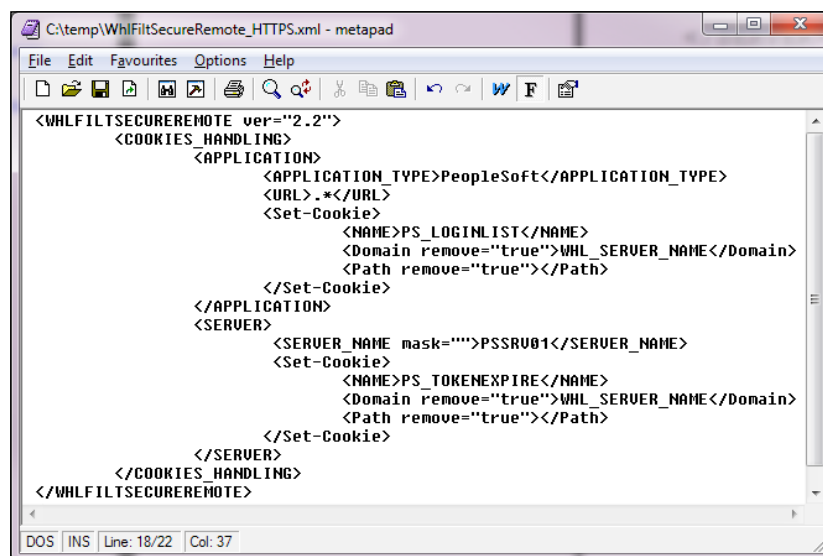 C:\temp\WhlFiltSecureRemote_HTTPS.xml - metapad
File Edit Favourites Options Help
W F
<WHLFILTSECUREREMOTE ver="2.2">
<COOKIES_HANDLING>
<APPLICATION>
<APPLICATION_TYPE>PeopleSoft</APPLICATION_TYPE>
<URL>.*</URL>
<Set-Cookie>
<NAME>PS_LOGINLIST</NAME>
<Domain remove="true">WHL_SERVER_NAME</Domain>
<Path remove="true"></Path>
</Set-Cookie>
</APPLICATION>
<SERVER>
<SERVER_NAME mask="">PSSRV01</SERVER_NAME>
<Set-Cookie>
<NAME>PS_TOKENEXPIRE</NAME>
<Domain remove="true">WHL_SERVER_NAME</Domain>
<Path remove="true"></Path>
</Set-Cookie>
</SERVER>
</COOKIES_HANDLING>
</WHLFILTSECUREREMOTE>
DOS INS Line: 18/22 Col: 37